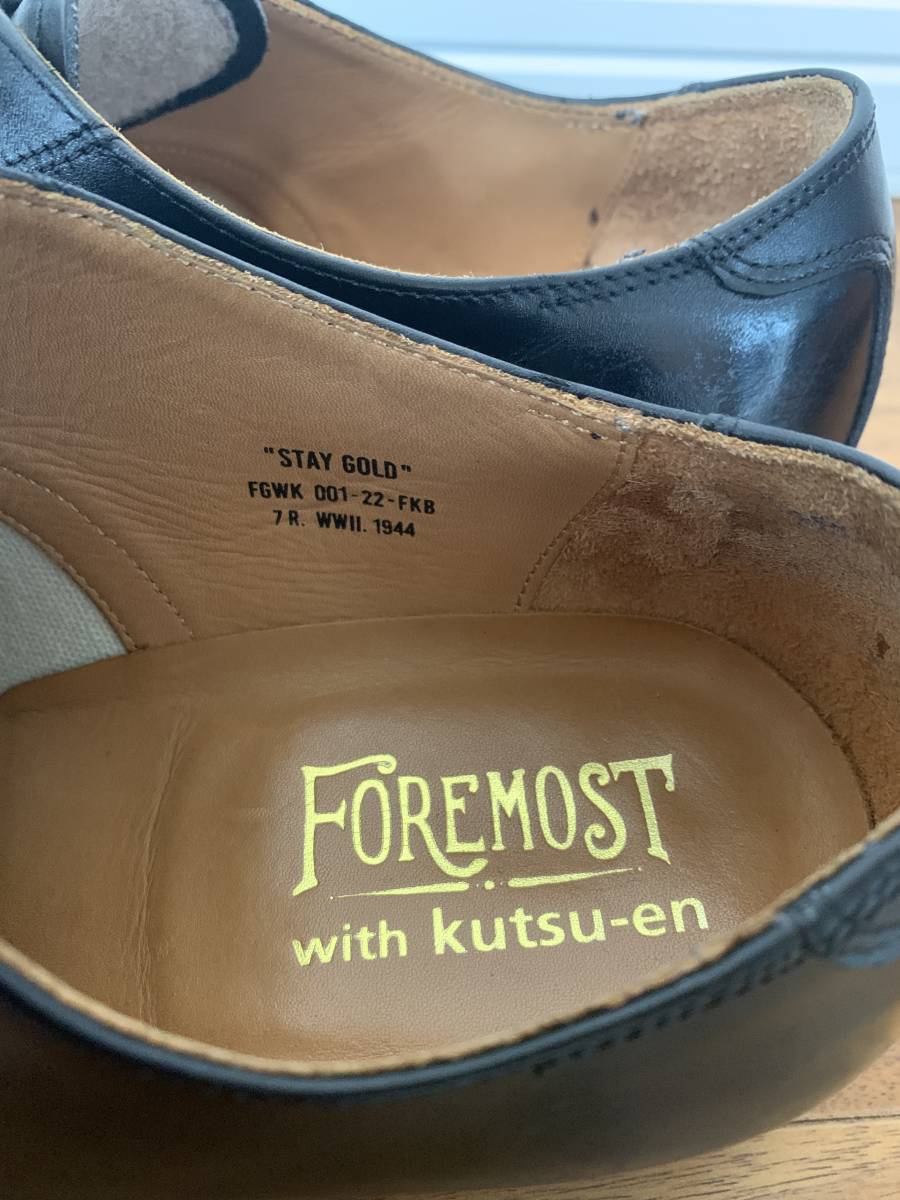 "STAY GOLD"
FGWK 001-22-FKB
7 R. WWII. 1944
FOREMOST
with kutsu-en